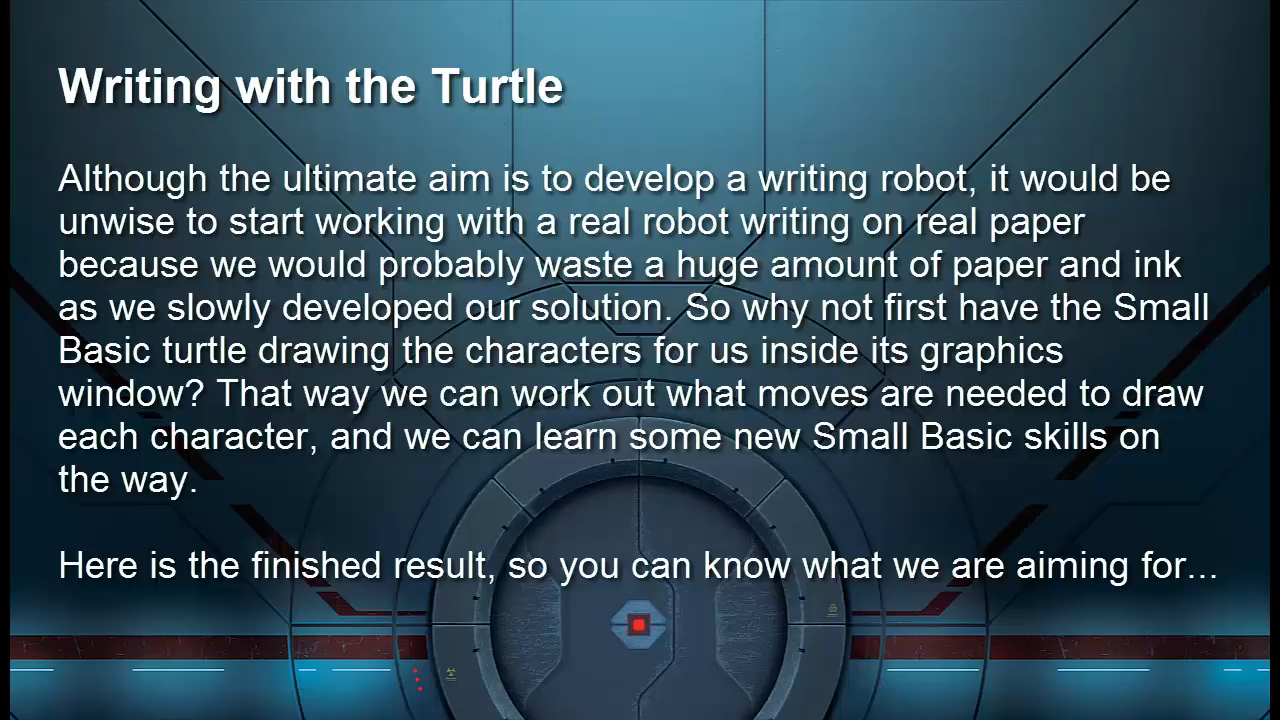 Writing with the Turtle
Although the ultimate aim is to develop a writing robot, it would be
unwise to start working with a real robot writing on real paper
because we would probably waste a huge amount of paper and ink
as we slowly developed our solution. So why not first have the Small
Basic turtle drawing the characters for us inside its graphics
window? That way we can work out what moves are needed to draw
each character, and we can learn some new Small Basic skills on
the way.
Here is the finished result, so you can know what we are aiming for...